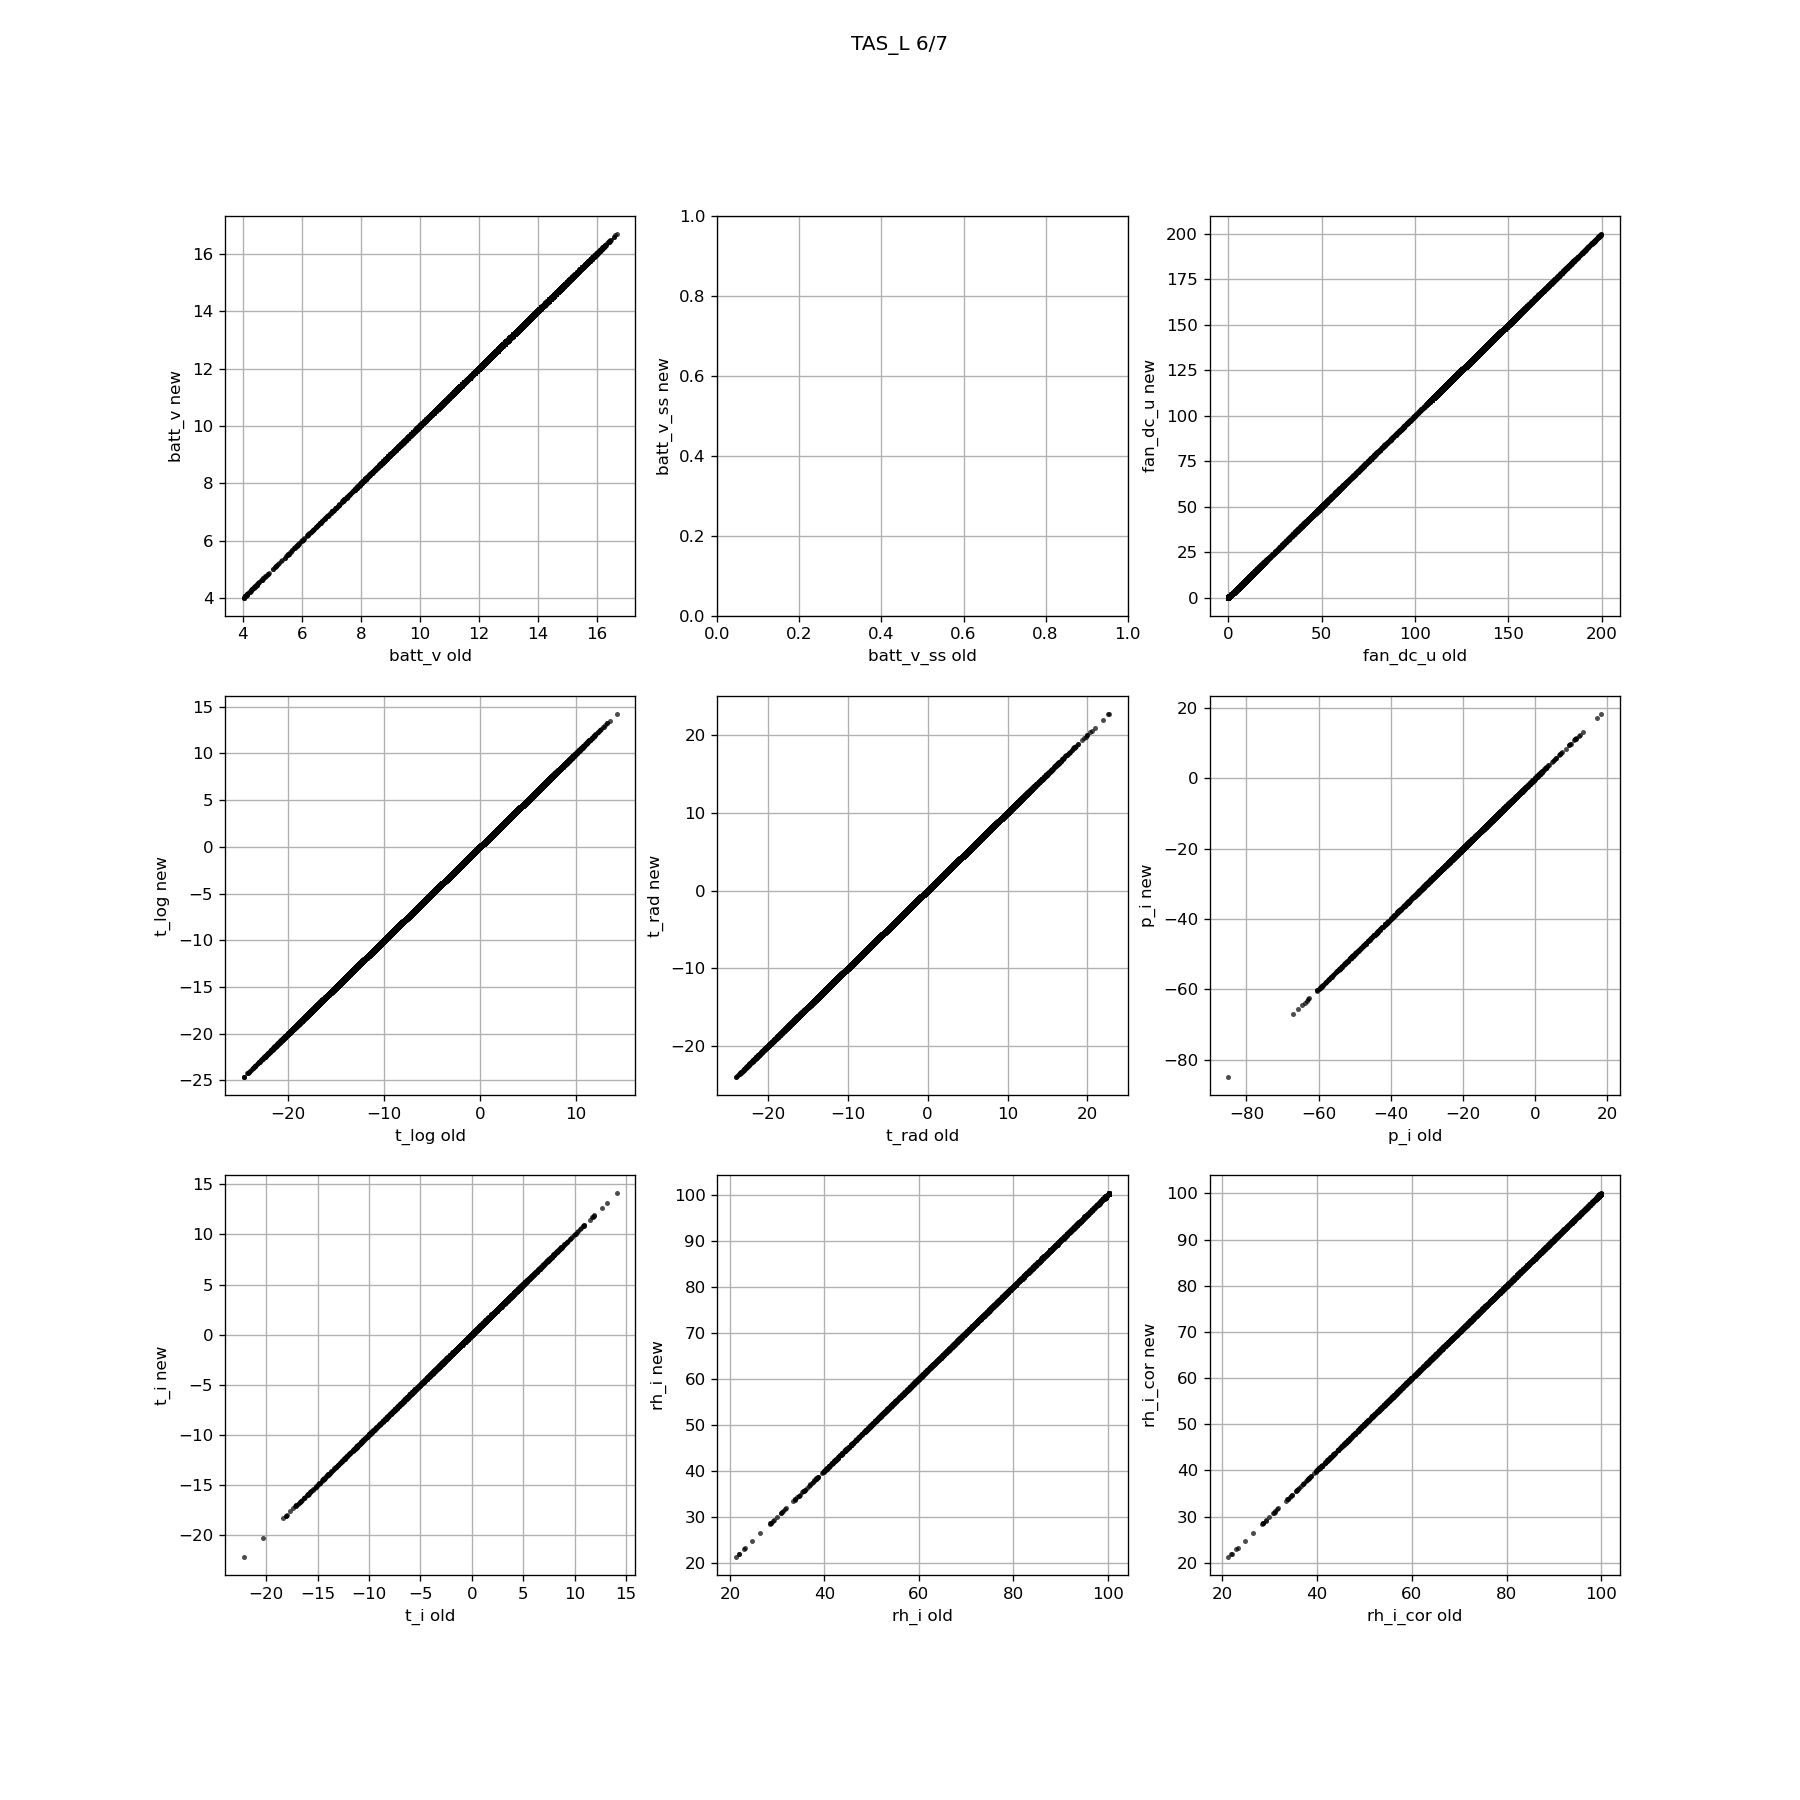 TAS_L 6/7
16
14
12
10
8
6
4
batt_v new
4 6 8 10 12 14 16
batt_v old
1.0
0.8
0.6
0.4
0.2
0.0
batt_v_ss new
0.0 0.2 0.4 0.6 0.8 1.0
batt_v_ss old
200
175
150
125
100
75
50
25
0
fan_dc_u new
0 50 100 150 200
fan_dc_u old
15
10
5
0
−5
−10
−15
−20
−25
t_log new
−20 −10 0 10
t_log old
20
10
0
−10
−20
t_rad new
−20 −10 0 10 20
t_rad old
20
0
−20
−40
−60
−80
p_i new
−80 −60 −40 −20 0 20
p_i old
15
10
5
0
−5
−10
−15
−20
t_i new
−20 −15 −10 −5 0 5 10 15
t_i old
100
90
80
70
60
50
40
30
20
rh_i new
20 40 60 80 100
rh_i old
100
90
80
70
60
50
40
30
20
rh_i_cor new
20 40 60 80 100
rh_i_cor old